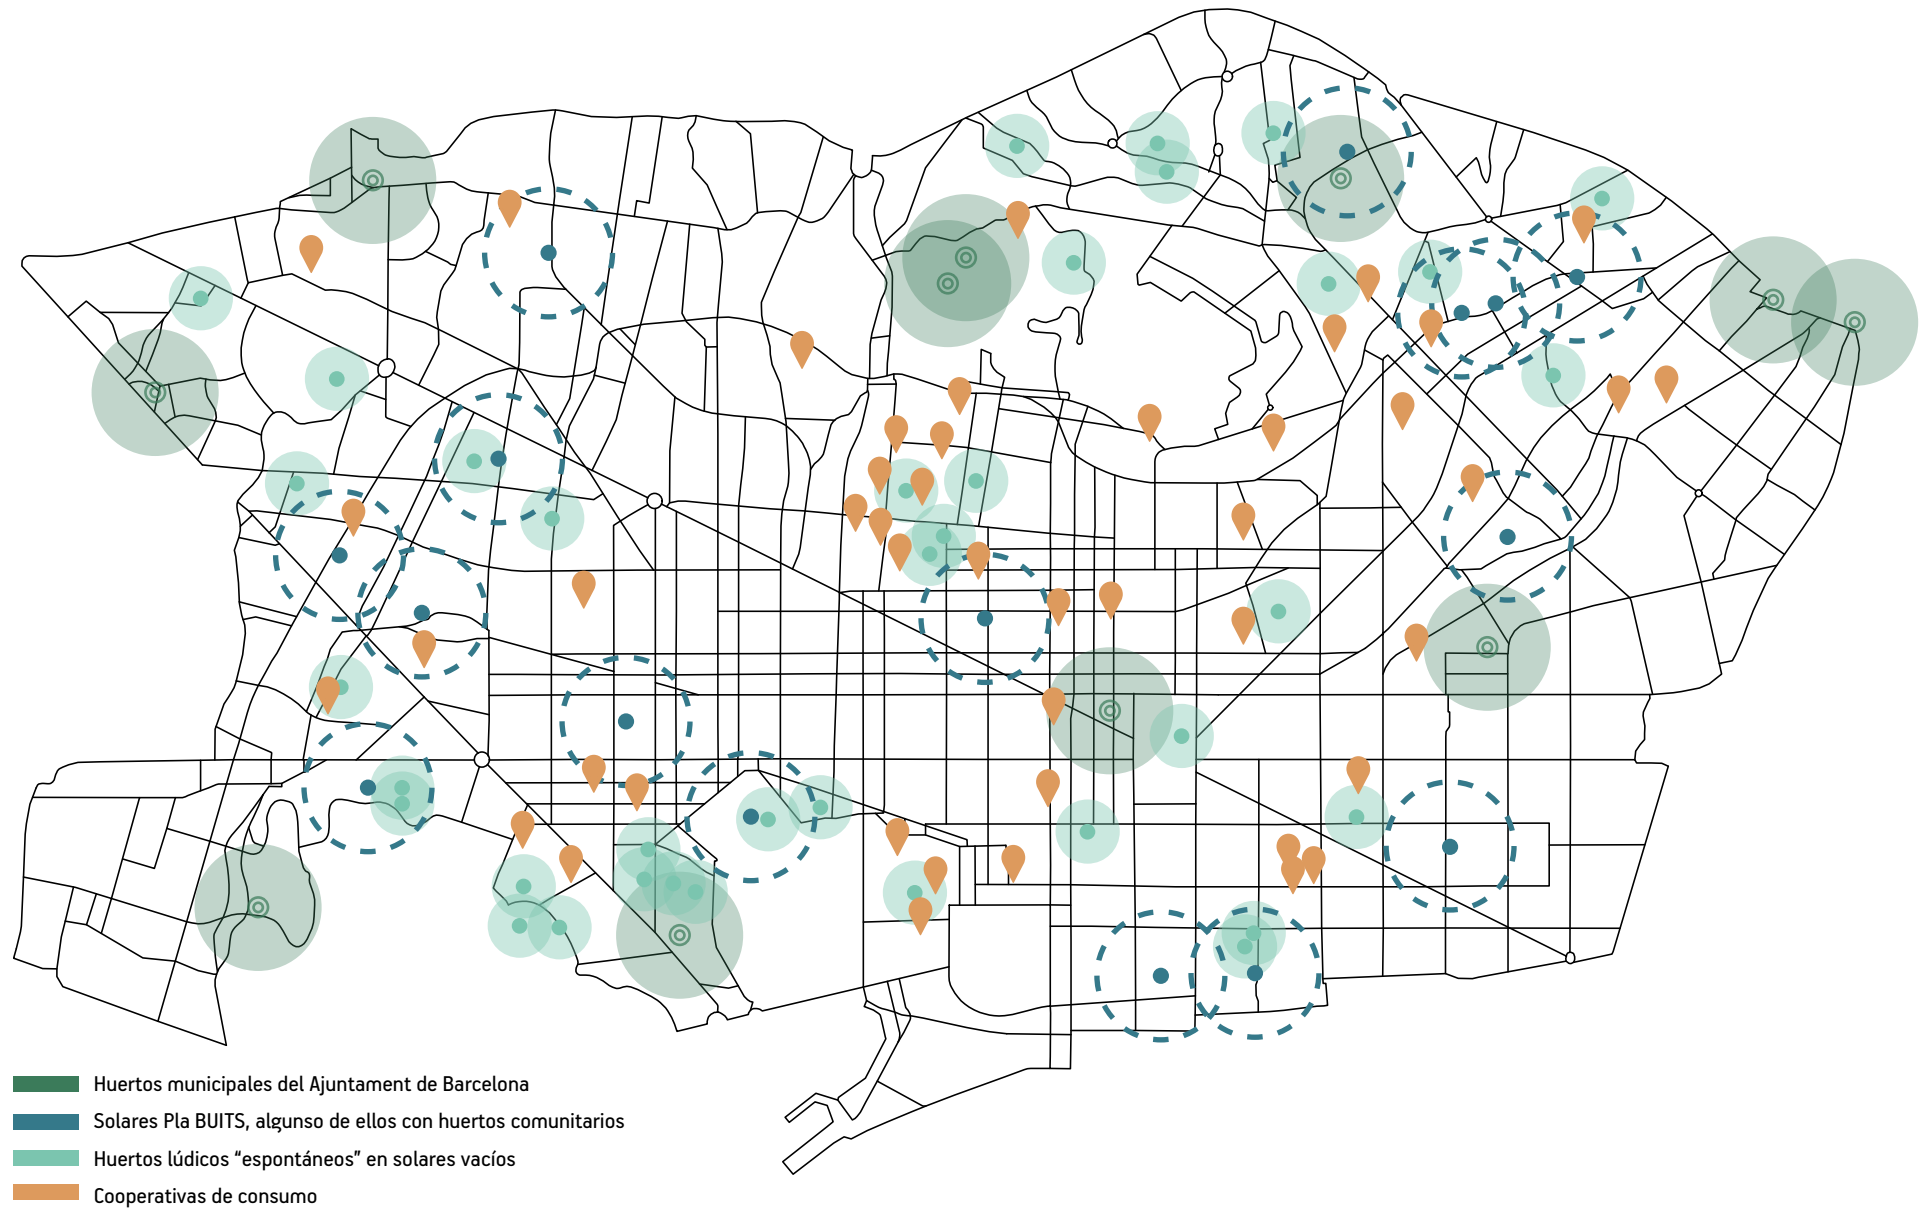 Huertos municipales del Ajuntament de Barcelona
Solares Pla BUITS, algunso de ellos con huertos comunitarios
Huertos lúdicos “espontáneos” en solares vacíos
Cooperativas de consumo